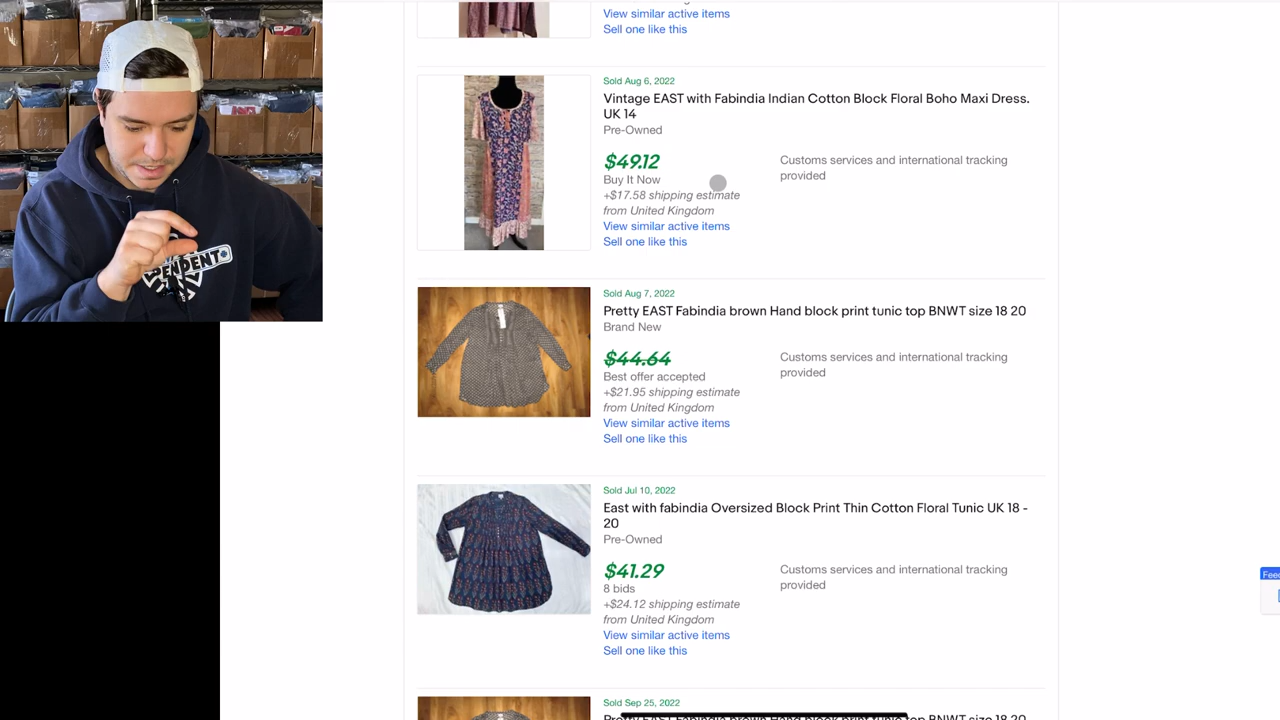 View similar active items
Sell one like this
Sold Aug 6, 2022
Vintage EAST with Fabindia Indian Cotton Block Floral Boho Maxi Dress.
UK 14
Pre-Owned
$49.12
Buy It Now
+$17.58 shipping estimate
from United Kingdom
View similar active items
Sell one like this
Customs services and international tracking
provided
Sold Aug 7, 2022
Pretty EAST Fabindia brown Hand block print tunic top BNWT size 18 20
Brand New
$44.64
Best offer accepted
+$21.95 shipping estimate
from United Kingdom
View similar active items
Sell one like this
Customs services and international tracking
provided
Sold Jul 10, 2022
East with fabindia Oversized Block Print Thin Cotton Floral Tunic UK 18 -
20
Pre-Owned
$41.29
8 bids
+$24.12 shipping estimate
from United Kingdom
View similar active items
Sell one like this
Customs services and international tracking
provided
Sold Sep 25, 2022
Pretty EAST Fabindia brown Hand block print tunic top BNWT size 18 20